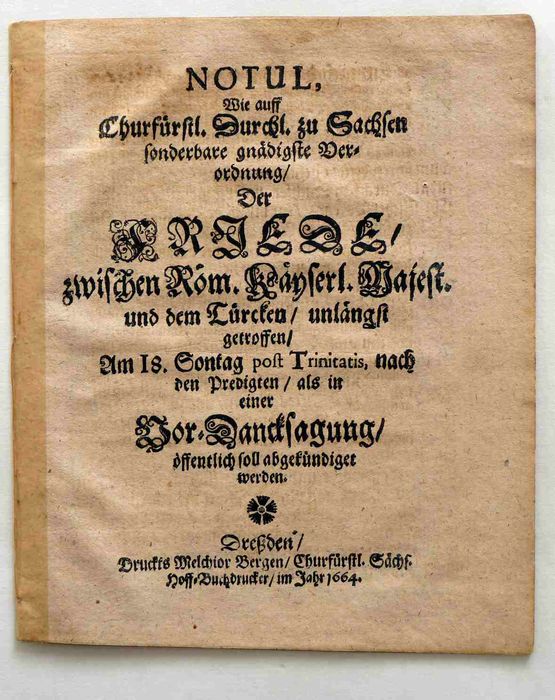 NOTUL,
Wie auff
Churfürstl. Durchl. zu Sachsen
sonderbare gnädigste Ver-
ordnung/
Der
FRIEDE/
zwischen Röm. Käyserl. Majest.
und dem Türcken/ unlängst
getroffen/
Am 18. Sontag post Trinitatis, nach
den Predigten/ als in
einer
Vor-Dancksagung/
öffentlich soll abgekündiget
werden.
Dreßden/
Druckts Melchior Bergen/ Churfürstl. Sächs.
Hoff-Buchdrucker/ im Jahr 1664.